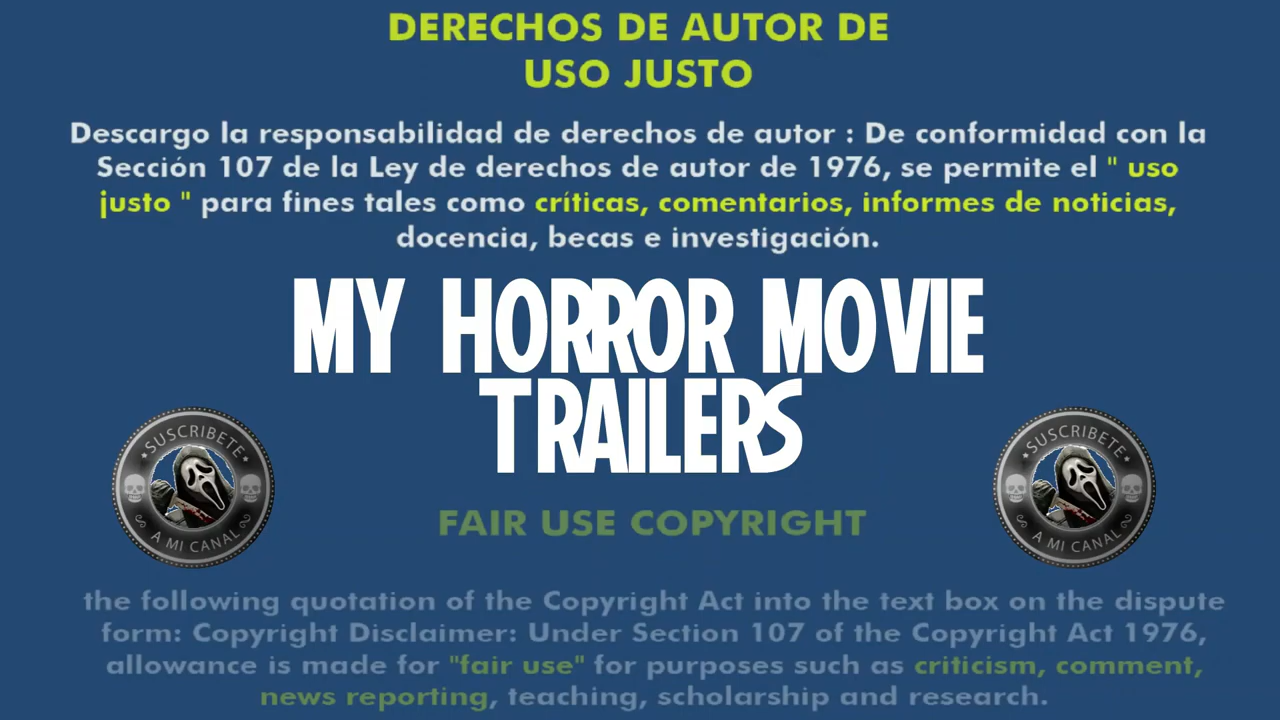 DERECHOS DE AUTOR DE
USO JUSTO
Descargo la responsabilidad de derechos de autor : De conformidad con la
Sección 107 de la Ley de derechos de autor de 1976, se permite el " uso
justo " para fines tales como críticas, comentarios, informes de noticias,
docencia, becas e investigación.
MY HORROR MOVIE
TRAILERS
SUSCRIBETE
A MI CANAL
SUSCRIBETE
A MI CANAL
FAIR USE COPYRIGHT
the following quotation of the Copyright Act into the text box on the dispute
form: Copyright Disclaimer: Under Section 107 of the Copyright Act 1976,
allowance is made for "fair use" for purposes such as criticism, comment,
news reporting, teaching, scholarship and research.